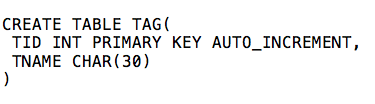 CREATE TABLE TAG(
TID INT PRIMARY KEY AUTO_INCREMENT,
TNAME CHAR(30)
)